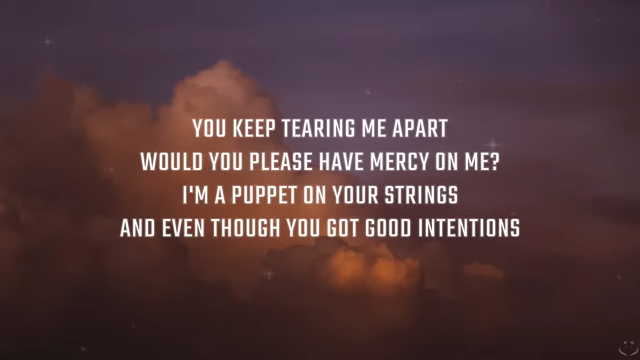 YOU KEEP TEARING ME APART
WOULD YOU PLEASE HAVE MERCY ON ME?
I'M A PUPPET ON YOUR STRINGS
AND EVEN THOUGH YOU GOT GOOD INTENTIONS